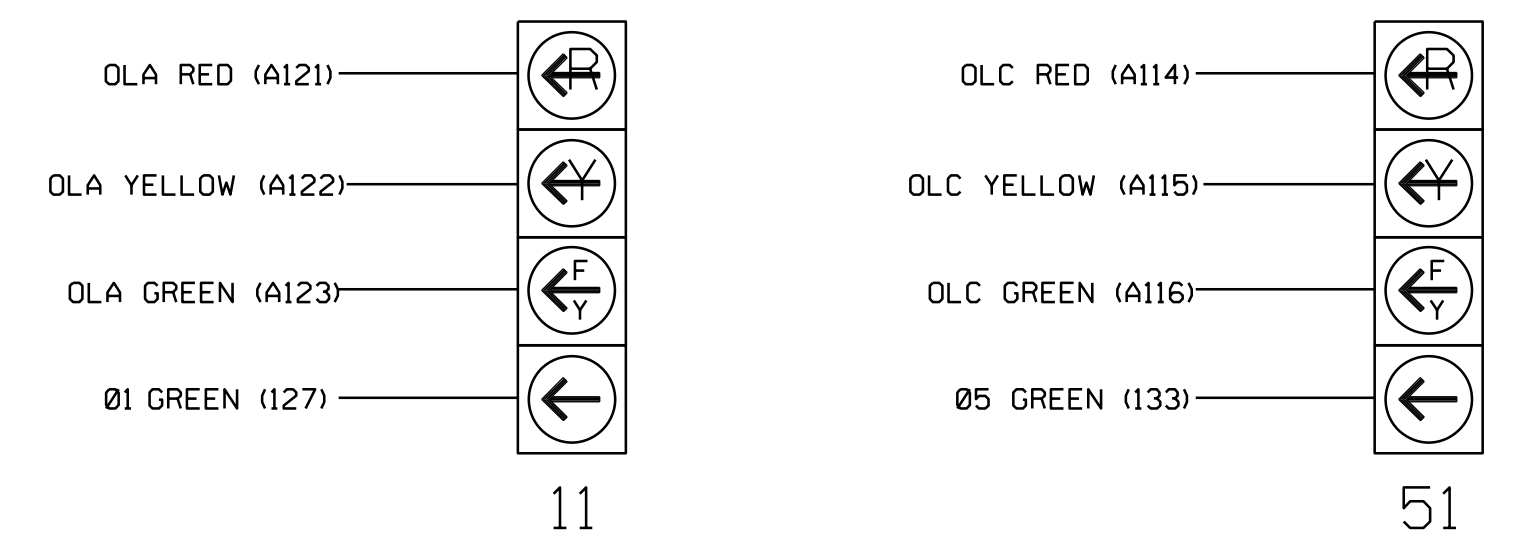 OLA RED (A121)
R
OLA YELLOW (A122)
Y
OLA GREEN (A123)
F
Y
Ø1 GREEN (127)
11
OLC RED (A114)
R
OLC YELLOW (A115)
Y
OLC GREEN (A116)
F
Y
Ø5 GREEN (133)
51